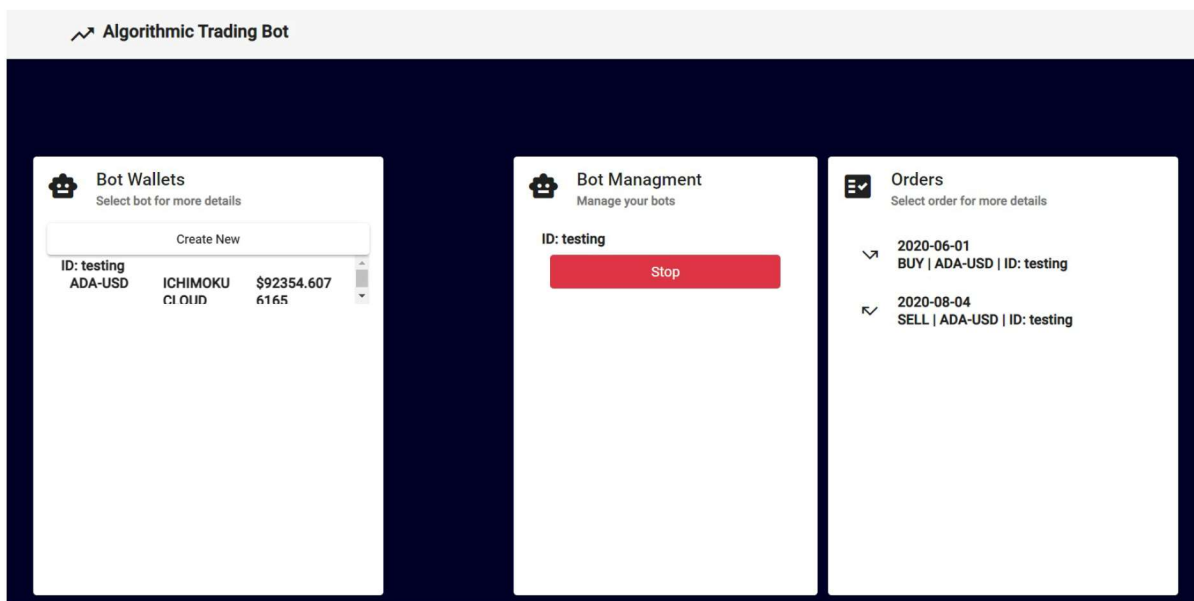 Algorithmic Trading Bot
Bot Wallets
Select bot for more details
Create New
ID: testing
ADA-USD ICHIMOKU $92354.607
CLOUD 6165
Bot Managment
Manage your bots
ID: testing
Stop
Orders
Select order for more details
2020-06-01
BUY | ADA-USD | ID: testing
2020-08-04
SELL | ADA-USD | ID: testing